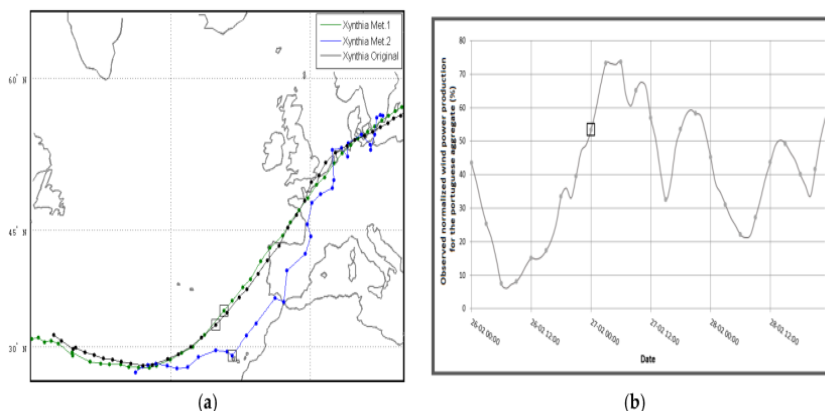 Xynthia Met.1
Xynthia Met.2
Xynthia Original
60° N
45° N
30° N
(a)
Observed normalized wind power production
for the portuguese aggregate (%)
80
70
60
50
40
30
20
10
0
26-02 00:00
26-02 12:00
27-02 00:00
27-02 12:00
28-02 00:00
28-02 12:00
Date
(b)